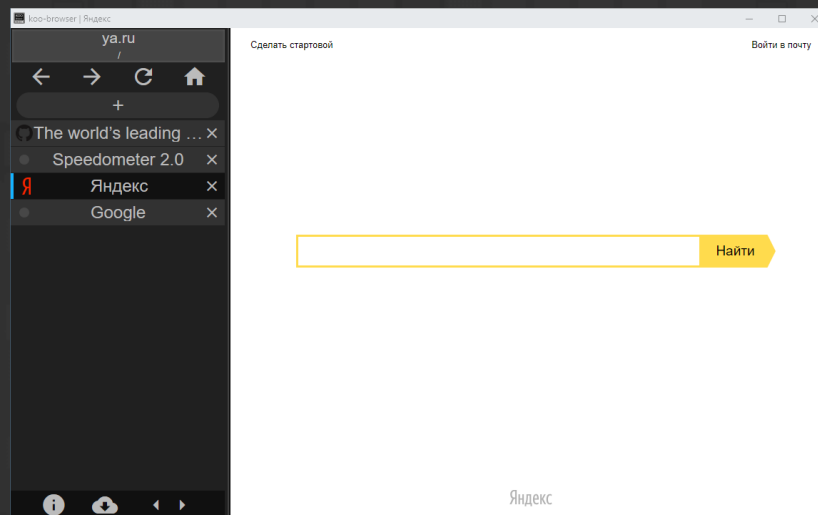 koo-browser | Яндекс
ya.ru
/
+
The world's leading ...
Speedometer 2.0
Я Яндекс
Google
Сделать стартовой
Войти в почту
Найти
Яндекс